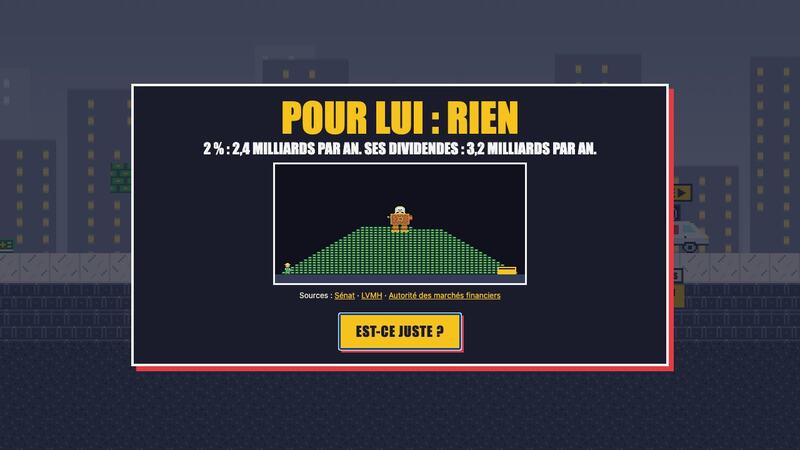 POUR LUI : RIEN
2 % : 2,4 MILLIARDS PAR AN. SES DIVIDENDES : 3,2 MILLIARDS PAR AN.
Sources : Sénat · LVMH · Autorité des marchés financiers
EST-CE JUSTE ?